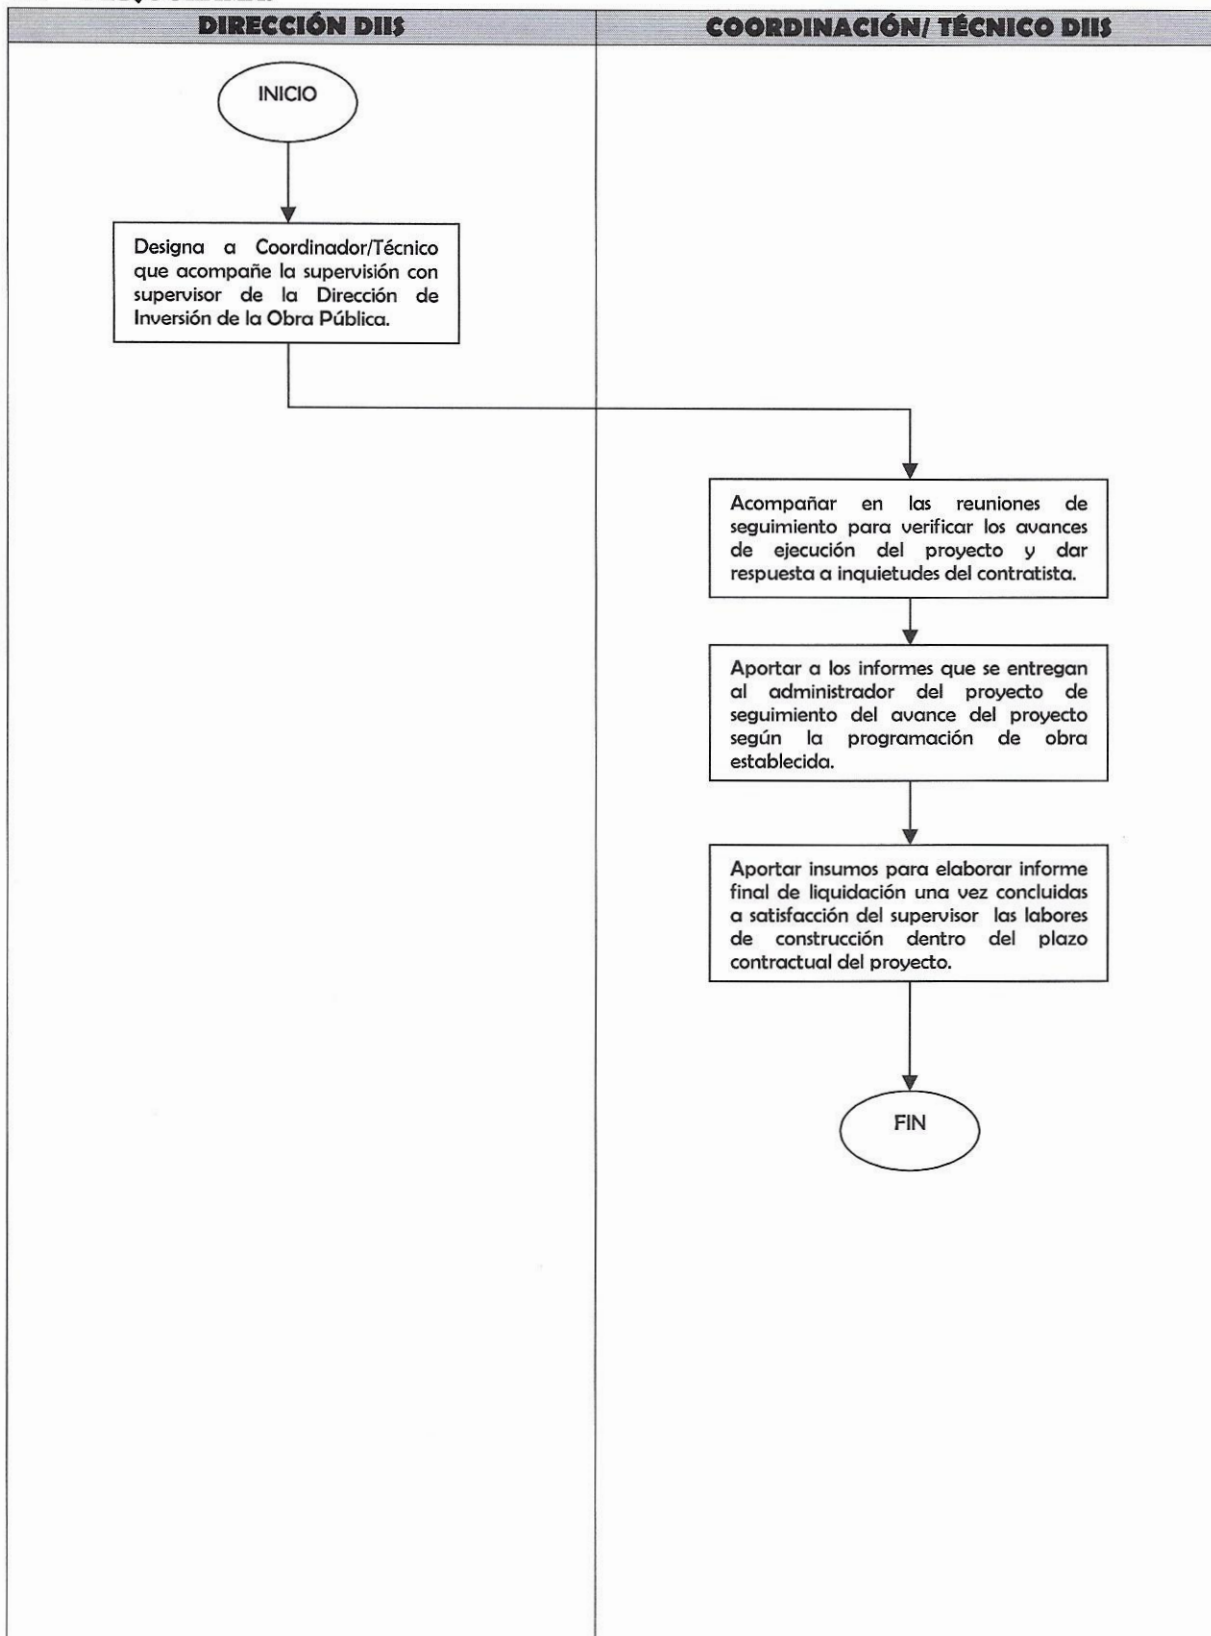 DIRECCIÓN DIIS
COORDINACIÓN/ TÉCNICO DIIS
INICIO
Designa a Coordinador/Técnico
que acompañe la supervisión con
supervisor de la Dirección de
Inversión de la Obra Pública.
Acompañar en las reuniones de
seguimiento para verificar los avances
de ejecución del proyecto y dar
respuesta a inquietudes del contratista.
Aportar a los informes que se entregan
al administrador del proyecto de
seguimiento del avance del proyecto
según la programación de obra
establecida.
Aportar insumos para elaborar informe
final de liquidación una vez concluidas
a satisfacción del supervisor las labores
de construcción dentro del plazo
contractual del proyecto.
FIN